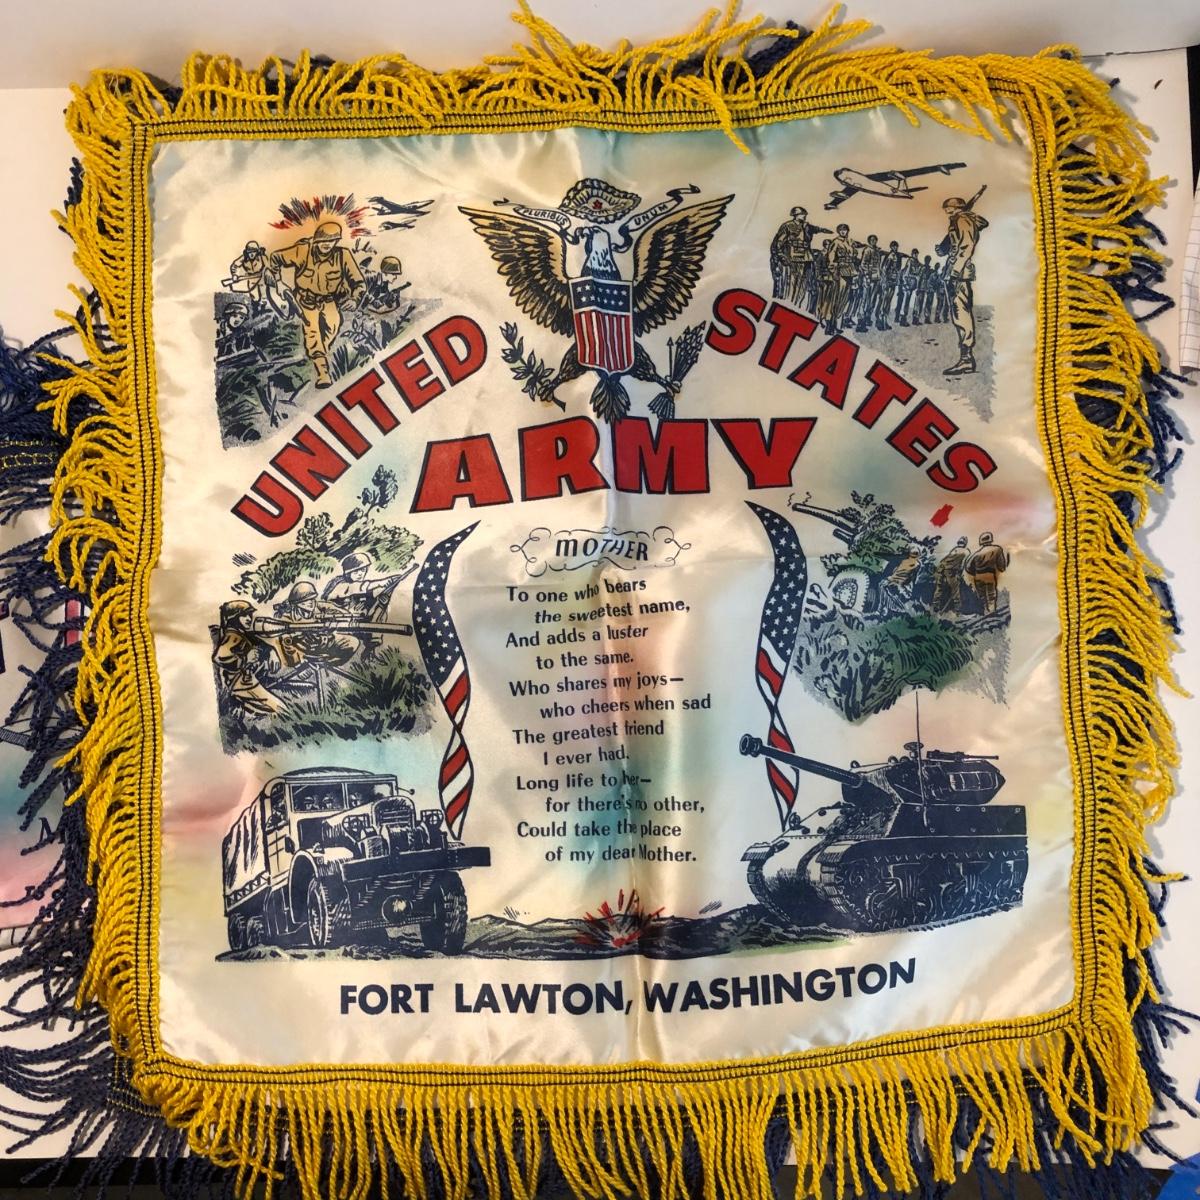 PLURIBUS UNUM
UNITED STATES
ARMY
MOTHER
To one who bears
the sweetest name,
And adds a luster
to the same.
Who shares my joys—
who cheers when sad
The greatest friend
I ever had.
Long life to her—
for there's no other,
Could take the place
of my dear Mother.
FORT LAWTON, WASHINGTON